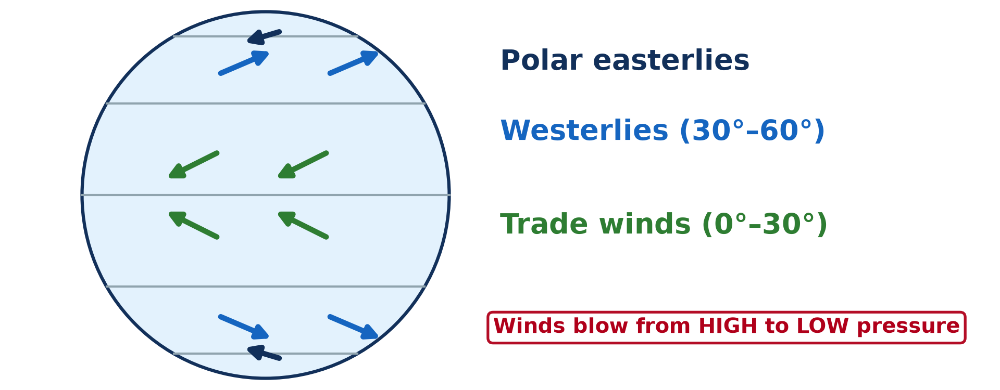 Polar easterlies
Westerlies (30°–60°)
Trade winds (0°–30°)
Winds blow from HIGH to LOW pressure